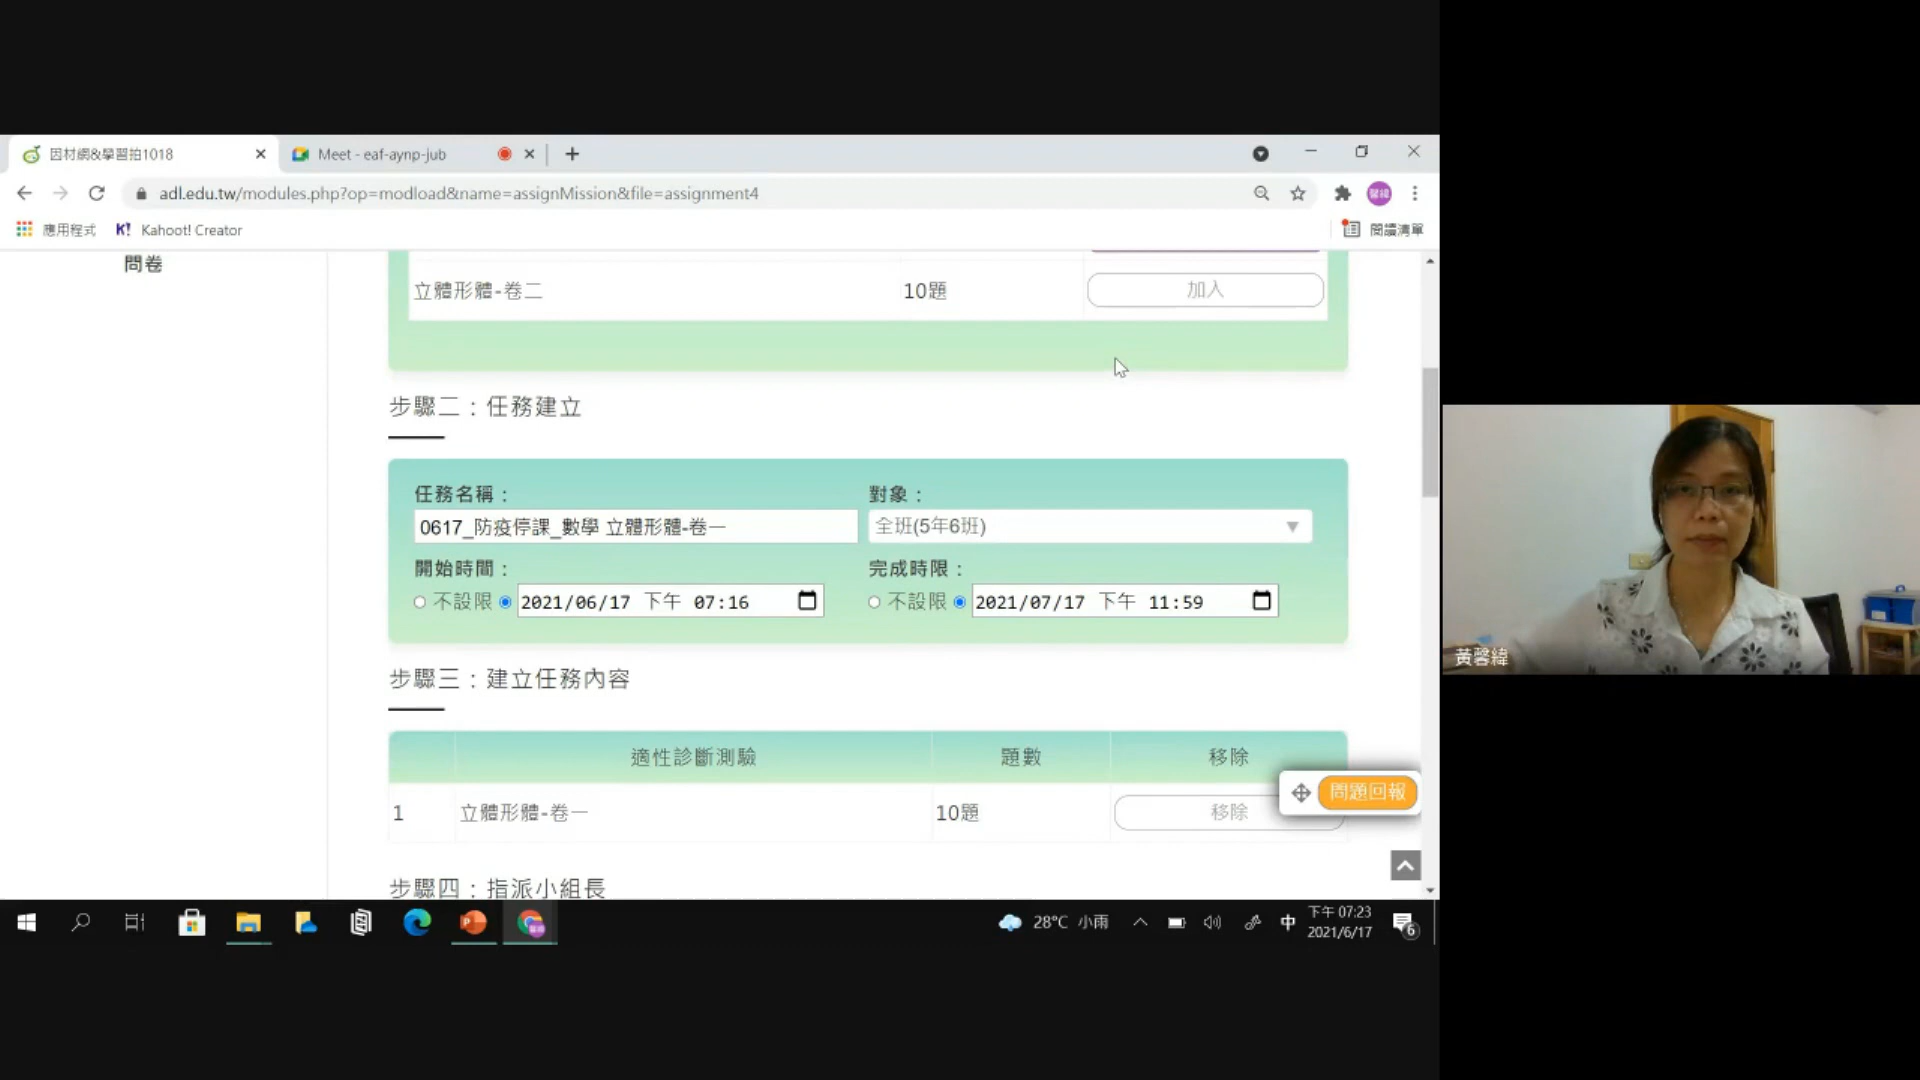 因材網&學習拍1018
Meet - eaf-aynp-jub
adl.edu.tw/modules.php?op=modload&name=assignMission&file=assignment4
應用程式
K! Kahoot! Creator
閱讀清單
問卷
立體形體-卷二 10題 加入
步驟二：任務建立
任務名稱： 對象：
0617_防疫停課_數學 立體形體-卷一 全班(5年6班)
開始時間： 完成時限：
不設限 2021/06/17 下午 07:16 不設限 2021/07/17 下午 11:59
步驟三：建立任務內容
適性診斷測驗 題數 移除
問題回報
1 立體形體-卷一 10題 移除
步驟四：指派小組長
28°C 小雨
中
下午 07:23
2021/6/17
6
黃馨緯